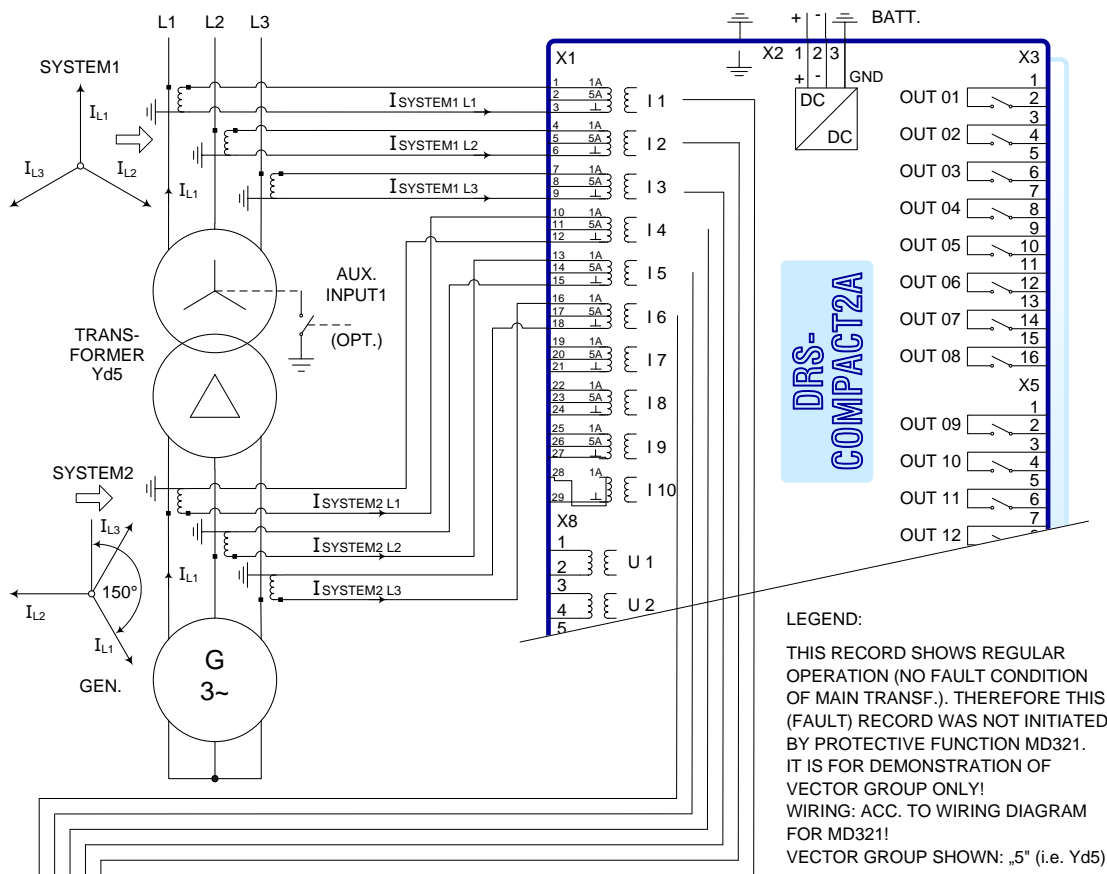 L1 L2 L3
SYSTEM1
IL1
IL3
IL2
IL1
ISYSTEM1 L1
ISYSTEM1 L2
ISYSTEM1 L3
TRANS-
FORMER
Yd5
AUX.
INPUT1
(OPT.)
SYSTEM2
IL3
150°
IL2
IL1
IL1
GEN.
ISYSTEM2 L1
ISYSTEM2 L2
ISYSTEM2 L3
G
3~
X1
1 1A
2 5A
3
I 1
4 1A
5 5A
6
I 2
7 1A
8 5A
9
I 3
10 1A
11 5A
12
I 4
13 1A
14 5A
15
I 5
16 1A
17 5A
18
I 6
19 1A
20 5A
21
I 7
22 1A
23 5A
24
I 8
25 1A
26 5A
27
I 9
28 1A
29
I 10
X8
1
2
U 1
3
4
U 2
5
+ - BATT.
X2 1 2 3
+ - GND
DC
DC
DRS-
COMPACT2A
X3
1
OUT 01 2
3
OUT 02 4
5
OUT 03 6
7
OUT 04 8
9
OUT 05 10
11
OUT 06 12
13
OUT 07 14
15
OUT 08 16
X5
1
OUT 09 2
3
OUT 10 4
5
OUT 11 6
7
OUT 12
LEGEND:
THIS RECORD SHOWS REGULAR
OPERATION (NO FAULT CONDITION
OF MAIN TRANSF.). THEREFORE THIS
(FAULT) RECORD WAS NOT INITIATED
BY PROTECTIVE FUNCTION MD321.
IT IS FOR DEMONSTRATION OF
VECTOR GROUP ONLY!
WIRING: ACC. TO WIRING DIAGRAM
FOR MD321!
VECTOR GROUP SHOWN: „5" (i.e. Yd5)